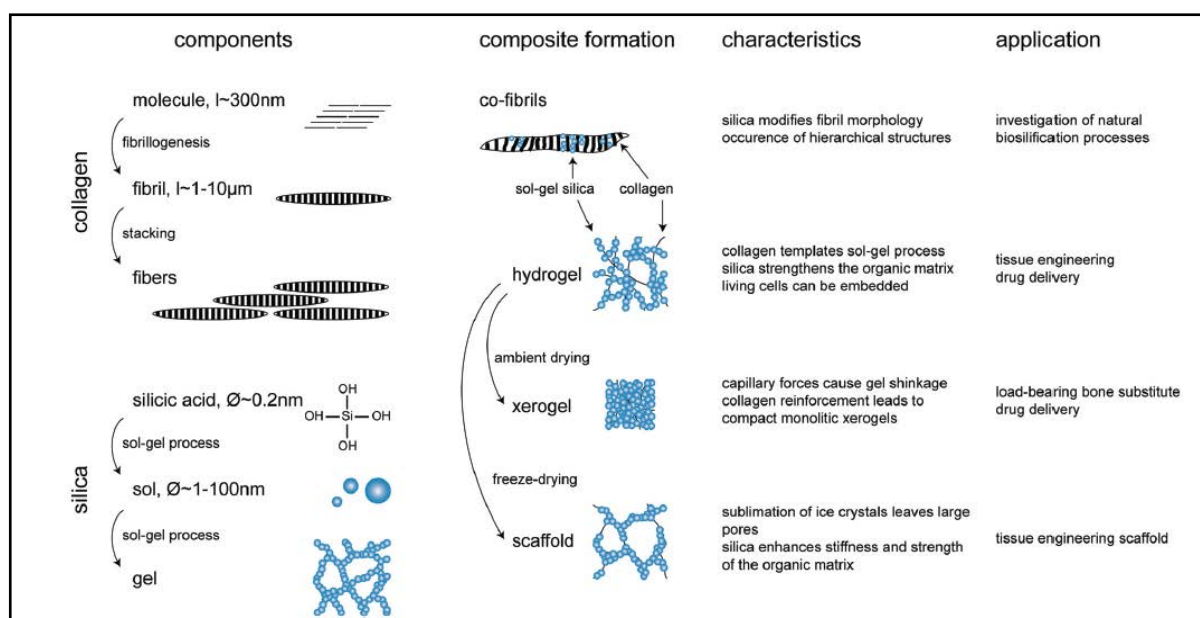 components
composite formation
characteristics
application
collagen
molecule, l~300nm
fibrillogenesis
fibril, l~1-10µm
stacking
fibers
silica
silicic acid, Ø~0.2nm
OH
OH
Si
OH
OH
sol-gel process
sol, Ø~1-100nm
sol-gel process
gel
co-fibrils
sol-gel silica
collagen
hydrogel
ambient drying
xerogel
freeze-drying
scaffold
silica modifies fibril morphology
occurence of hierarchical structures
investigation of natural
biosilification processes
collagen templates sol-gel process
silica strengthens the organic matrix
living cells can be embedded
tissue engineering
drug delivery
capillary forces cause gel shinkage
collagen reinforcement leads to
compact monolitic xerogels
load-bearing bone substitute
drug delivery
sublimation of ice crystals leaves large
pores
silica enhances stiffness and strength
of the organic matrix
tissue engineering scaffold